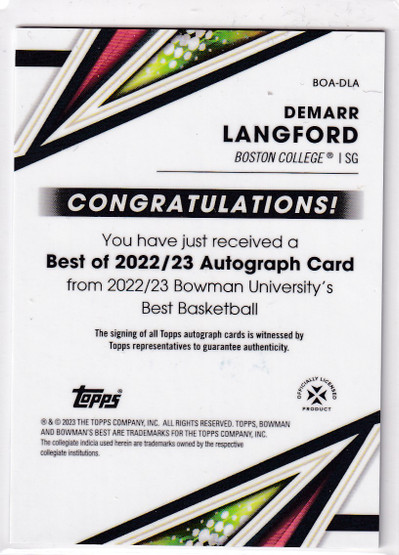 BOA-DLA
DEMARR
LANGFORD
BOSTON COLLEGE® | SG
CONGRATULATIONS!
You have just received a
Best of 2022/23 Autograph Card
from 2022/23 Bowman University's
Best Basketball
The signing of all Topps autograph cards is witnessed by
Topps representatives to guarantee authenticity.
Topps®
OFFICIALLY LICENSED
PRODUCT
® & © 2023 THE TOPPS COMPANY, INC. ALL RIGHTS RESERVED. TOPPS, BOWMAN
AND BOWMAN'S BEST ARE TRADEMARKS FOR THE TOPPS COMPANY, INC.
The collegiate indicia used herein are trademarks owned by the respective
collegiate institutions.